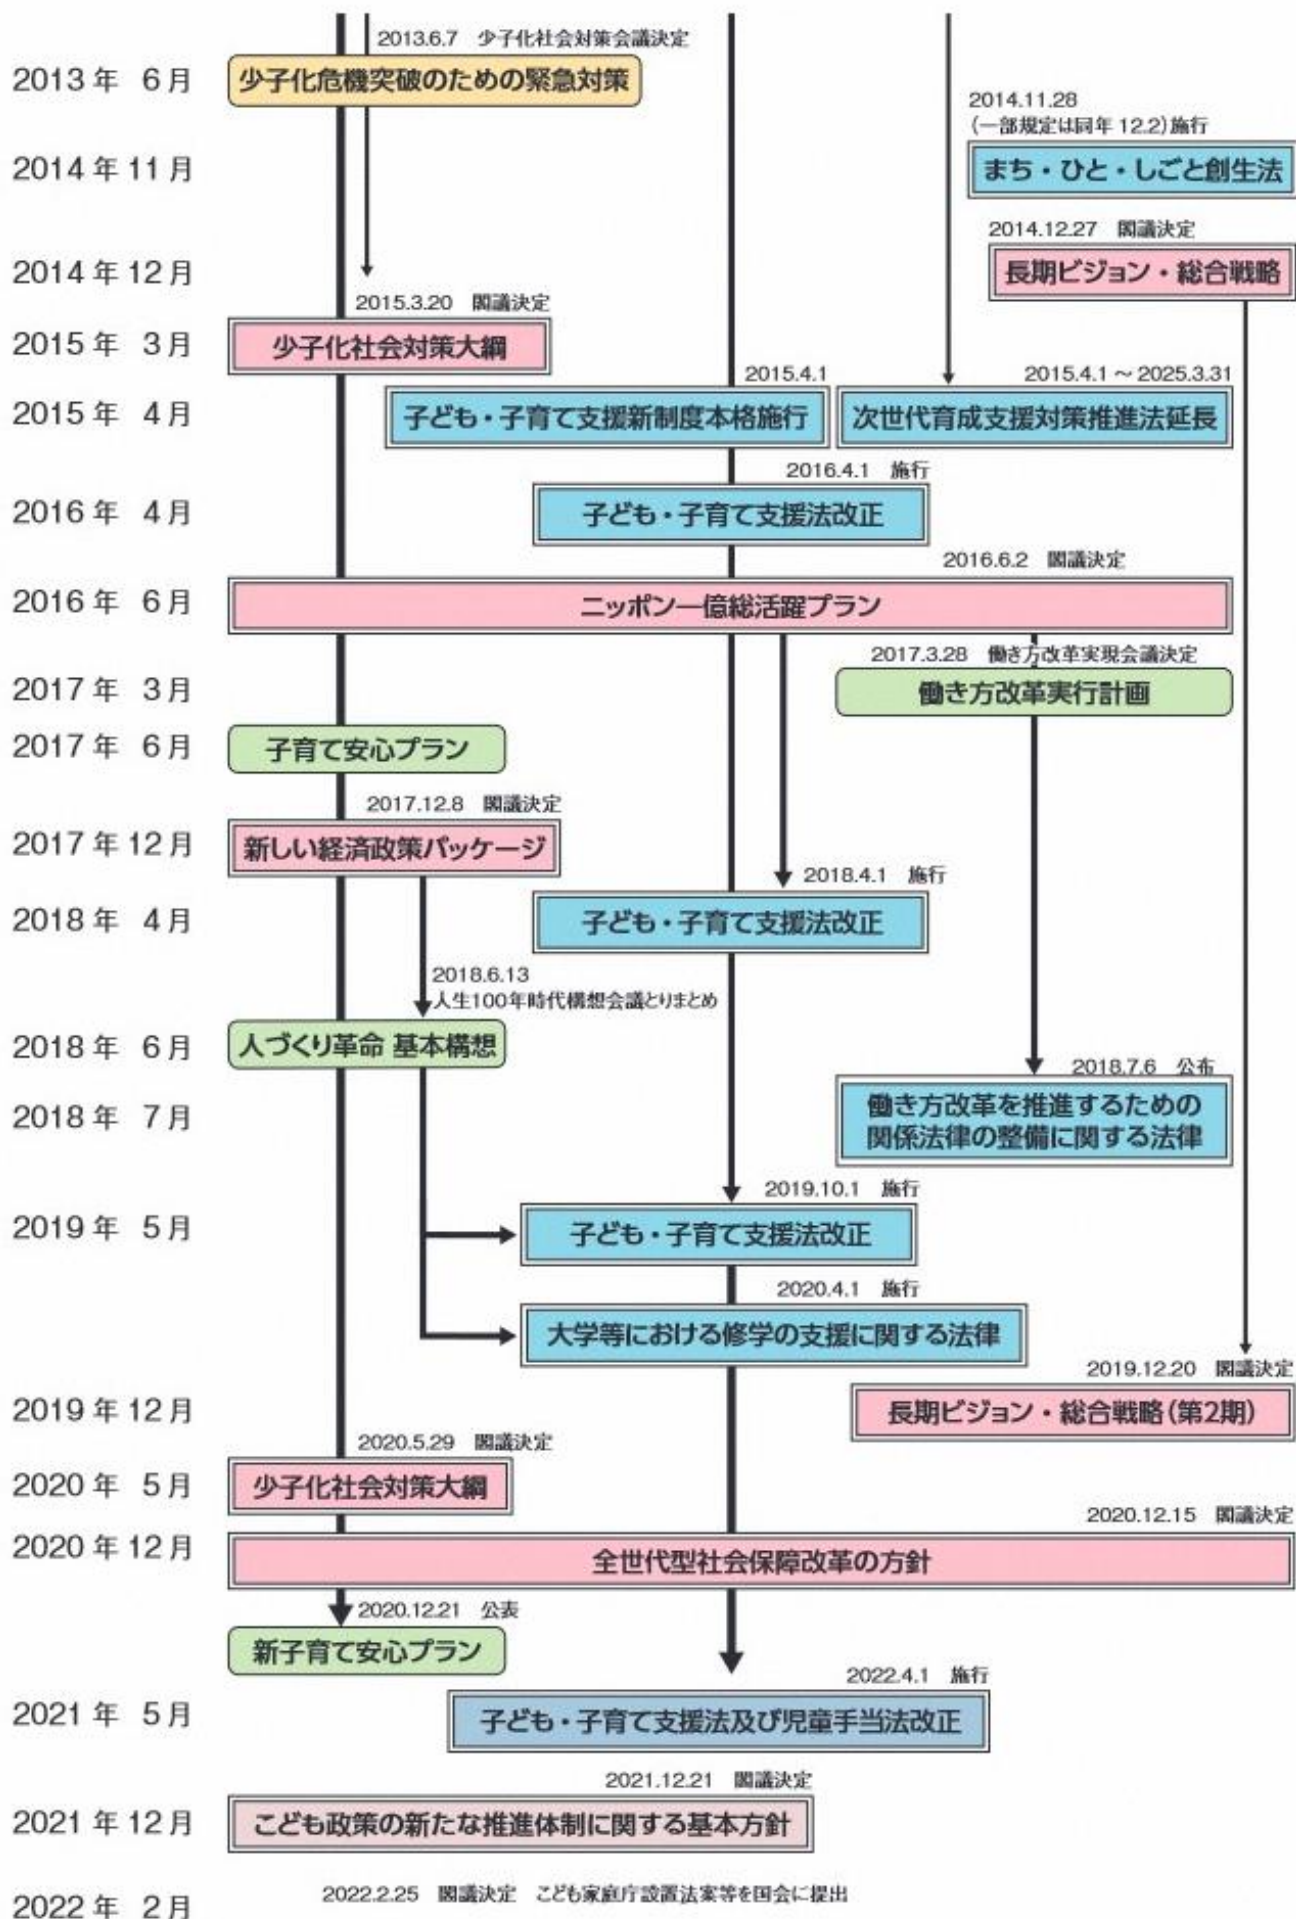 2013.6.7 少子化社会対策会議決定
2013年 6月
少子化危機突破のための緊急対策
2014.11.28
(一部規定は同年 12.2)施行
2014年 11月
まち・ひと・しごと創生法
2014.12.27 閣議決定
2014年 12月
長期ビジョン・総合戦略
2015.3.20 閣議決定
2015年 3月
少子化社会対策大綱
2015.4.1
2015.4.1 ～ 2025.3.31
2015年 4月
子ども・子育て支援新制度本格施行
次世代育成支援対策推進法延長
2016.4.1 施行
2016年 4月
子ども・子育て支援法改正
2016.6.2 閣議決定
2016年 6月
ニッポン一億総活躍プラン
2017.3.28 働き方改革実現会議決定
2017年 3月
働き方改革実行計画
2017年 6月
子育て安心プラン
2017.12.8 閣議決定
2017年 12月
新しい経済政策パッケージ
2018.4.1 施行
2018年 4月
子ども・子育て支援法改正
2018.6.13
人生100年時代構想会議とりまとめ
2018年 6月
人づくり革命 基本構想
2018.7.6 公布
2018年 7月
働き方改革を推進するための
関係法律の整備に関する法律
2019.10.1 施行
2019年 5月
子ども・子育て支援法改正
2020.4.1 施行
大学等における修学の支援に関する法律
2019.12.20 閣議決定
2019年 12月
長期ビジョン・総合戦略(第2期)
2020.5.29 閣議決定
2020年 5月
少子化社会対策大綱
2020.12.15 閣議決定
2020年 12月
全世代型社会保障改革の方針
2020.12.21 公表
新子育て安心プラン
2022.4.1 施行
2021年 5月
子ども・子育て支援法及び児童手当法改正
2021.12.21 閣議決定
2021年 12月
こども政策の新たな推進体制に関する基本方針
2022年 2月
2022.2.25 閣議決定 こども家庭庁設置法案等を国会に提出